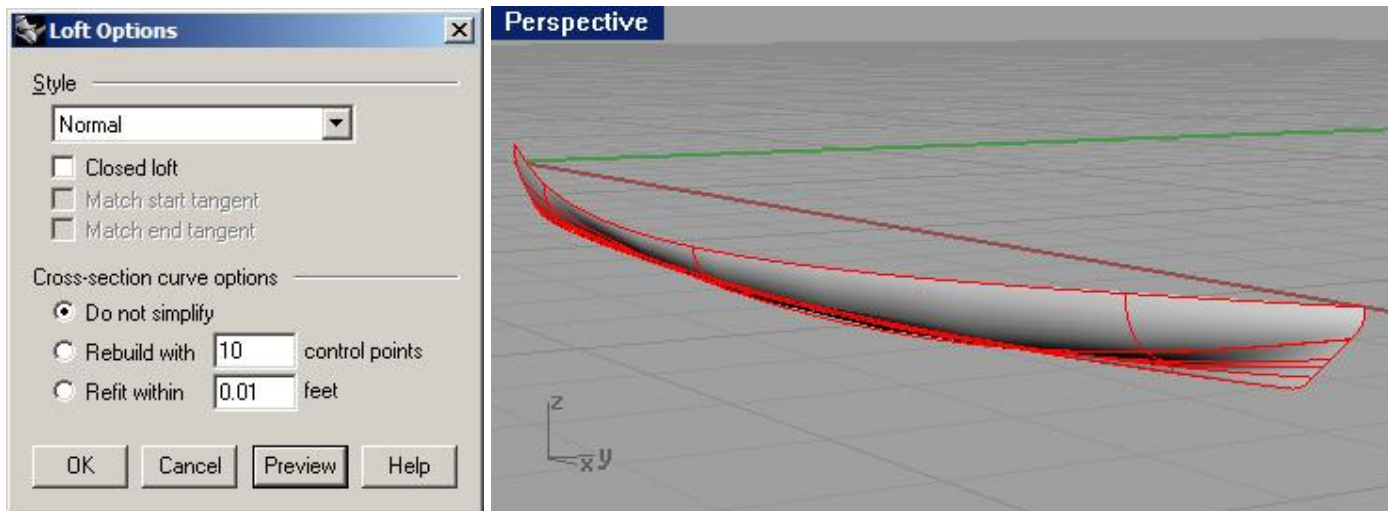 Loft Options
Style
Normal
Closed loft
Match start tangent
Match end tangent
Cross-section curve options
Do not simplify
Rebuild with 10 control points
Refit within 0.01 feet
OK Cancel Preview Help
Perspective
z
x y